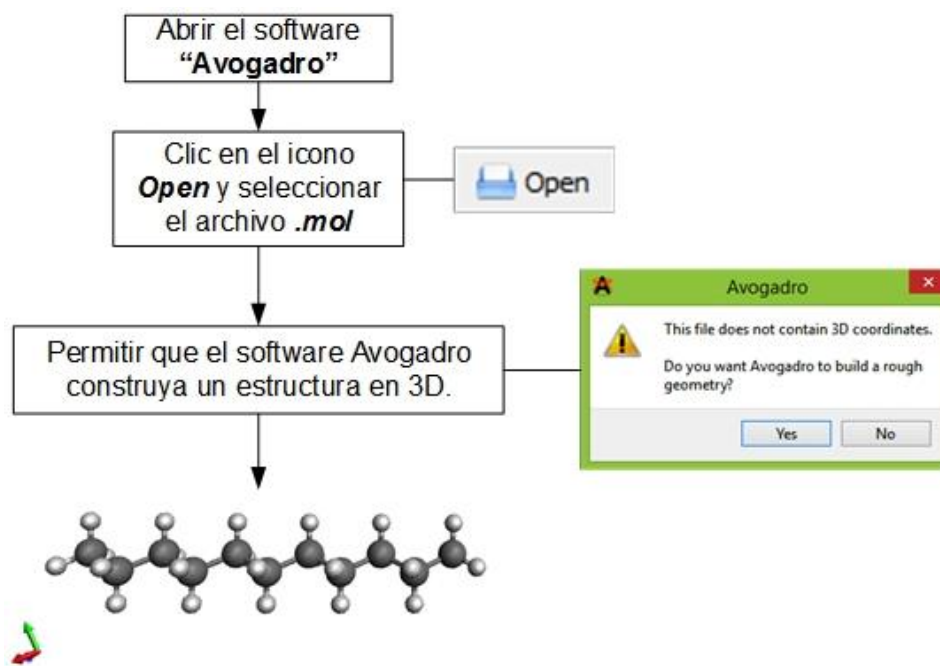 Abrir el software
“Avogadro”
Clic en el icono
Open y seleccionar
el archivo .mol
Open
Permitir que el software Avogadro
construya un estructura en 3D.
Avogadro
This file does not contain 3D coordinates.
Do you want Avogadro to build a rough
geometry?
Yes
No